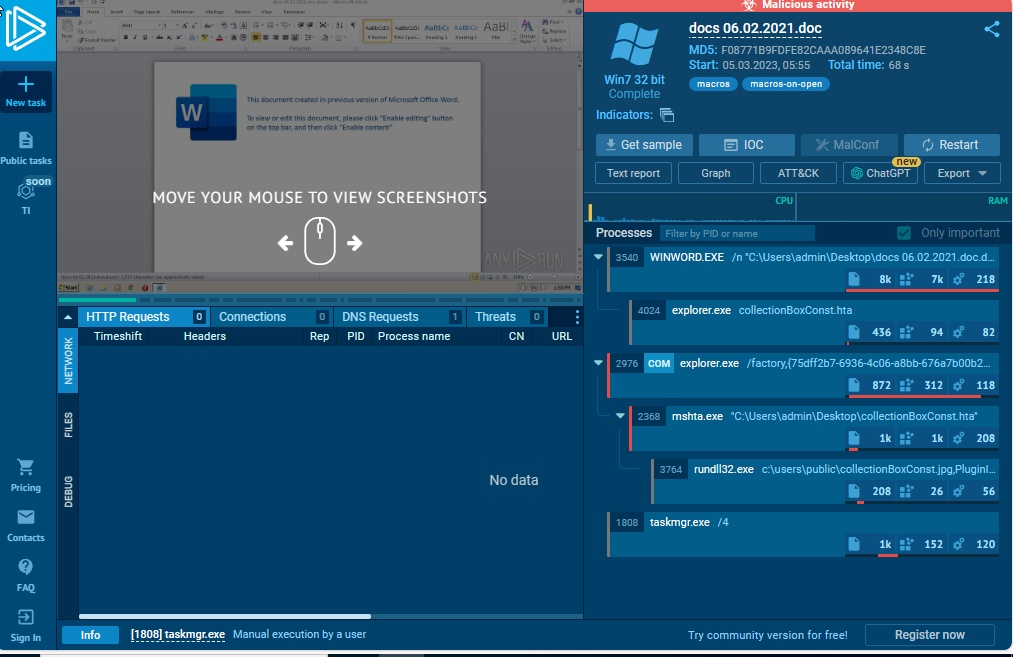 New task
Public tasks
soon
TI
Pricing
Contacts
FAQ
Sign In
This document created in previous version of Microsoft Office Word.
To view or edit this document, please click "Enable editing" button
on the top bar, and then click "Enable content"
W
MOVE YOUR MOUSE TO VIEW SCREENSHOTS
ANY RUN
HTTP Requests 0 Connections 0 DNS Requests 1 Threats 0
Timeshift Headers Rep PID Process name CN URL
NETWORK
FILES
DEBUG
No data
Malicious activity
Win7 32 bit
Complete
docs 06.02.2021.doc
MD5: F08771B9FDFE82CAAA089641E2348C8E
Start: 05.03.2023, 05:55 Total time: 68 s
macros macros-on-open
Indicators:
Get sample IOC MalConf Restart
new
Text report Graph ATT&CK ChatGPT Export
CPU RAM
Processes Filter by PID or name Only important
3540 WINWORD.EXE /n "C:\Users\admin\Desktop\docs 06.02.2021.doc.d...
8k 7k 218
4024 explorer.exe collectionBoxConst.hta
436 94 82
2976 COM explorer.exe /factory,{75dff2b7-6936-4c06-a8bb-676a7b00b2...
872 312 118
2368 mshta.exe "C:\Users\admin\Desktop\collectionBoxConst.hta"
1k 1k 208
3764 rundll32.exe c:\users\public\collectionBoxConst.jpg,PluginI...
208 26 56
1808 taskmgr.exe /4
1k 152 120
Info [1808] taskmgr.exe Manual execution by a user
Try community version for free! Register now